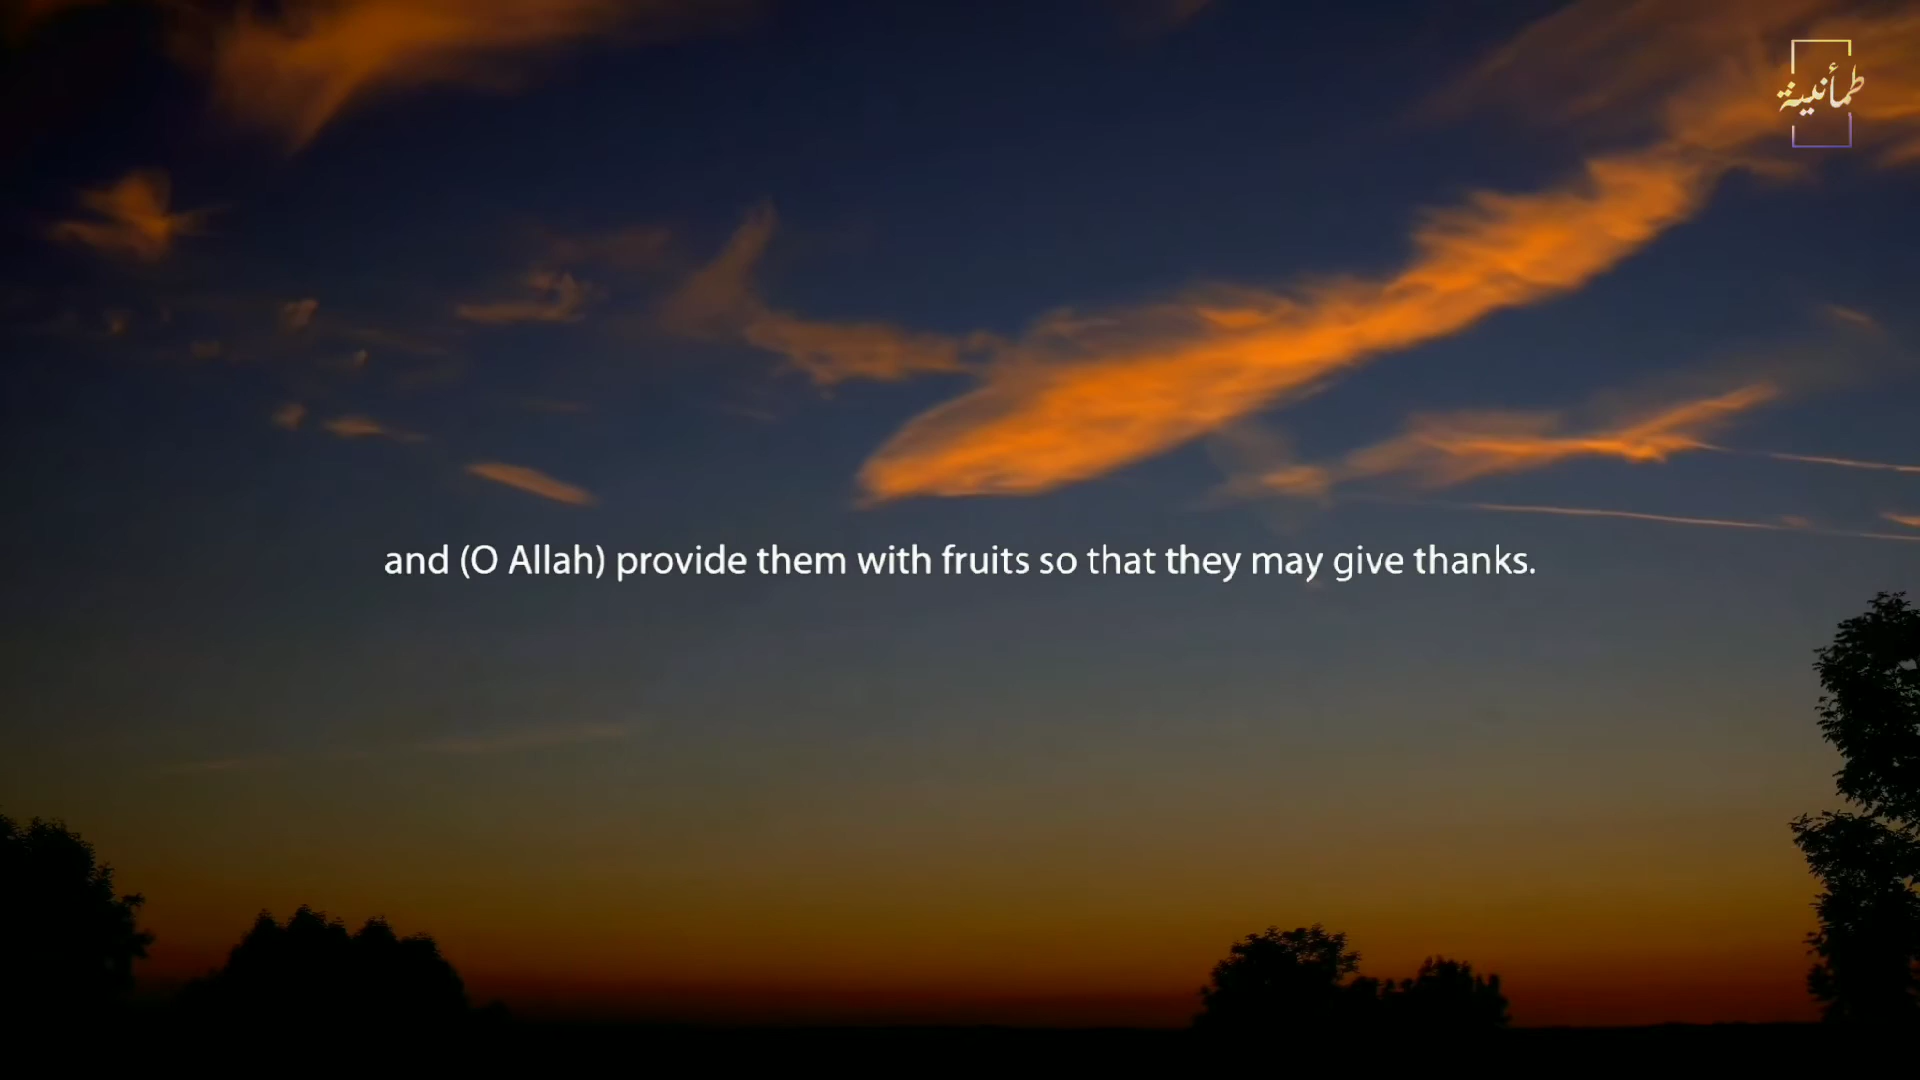 طمأنينة
and (O Allah) provide them with fruits so that they may give thanks.